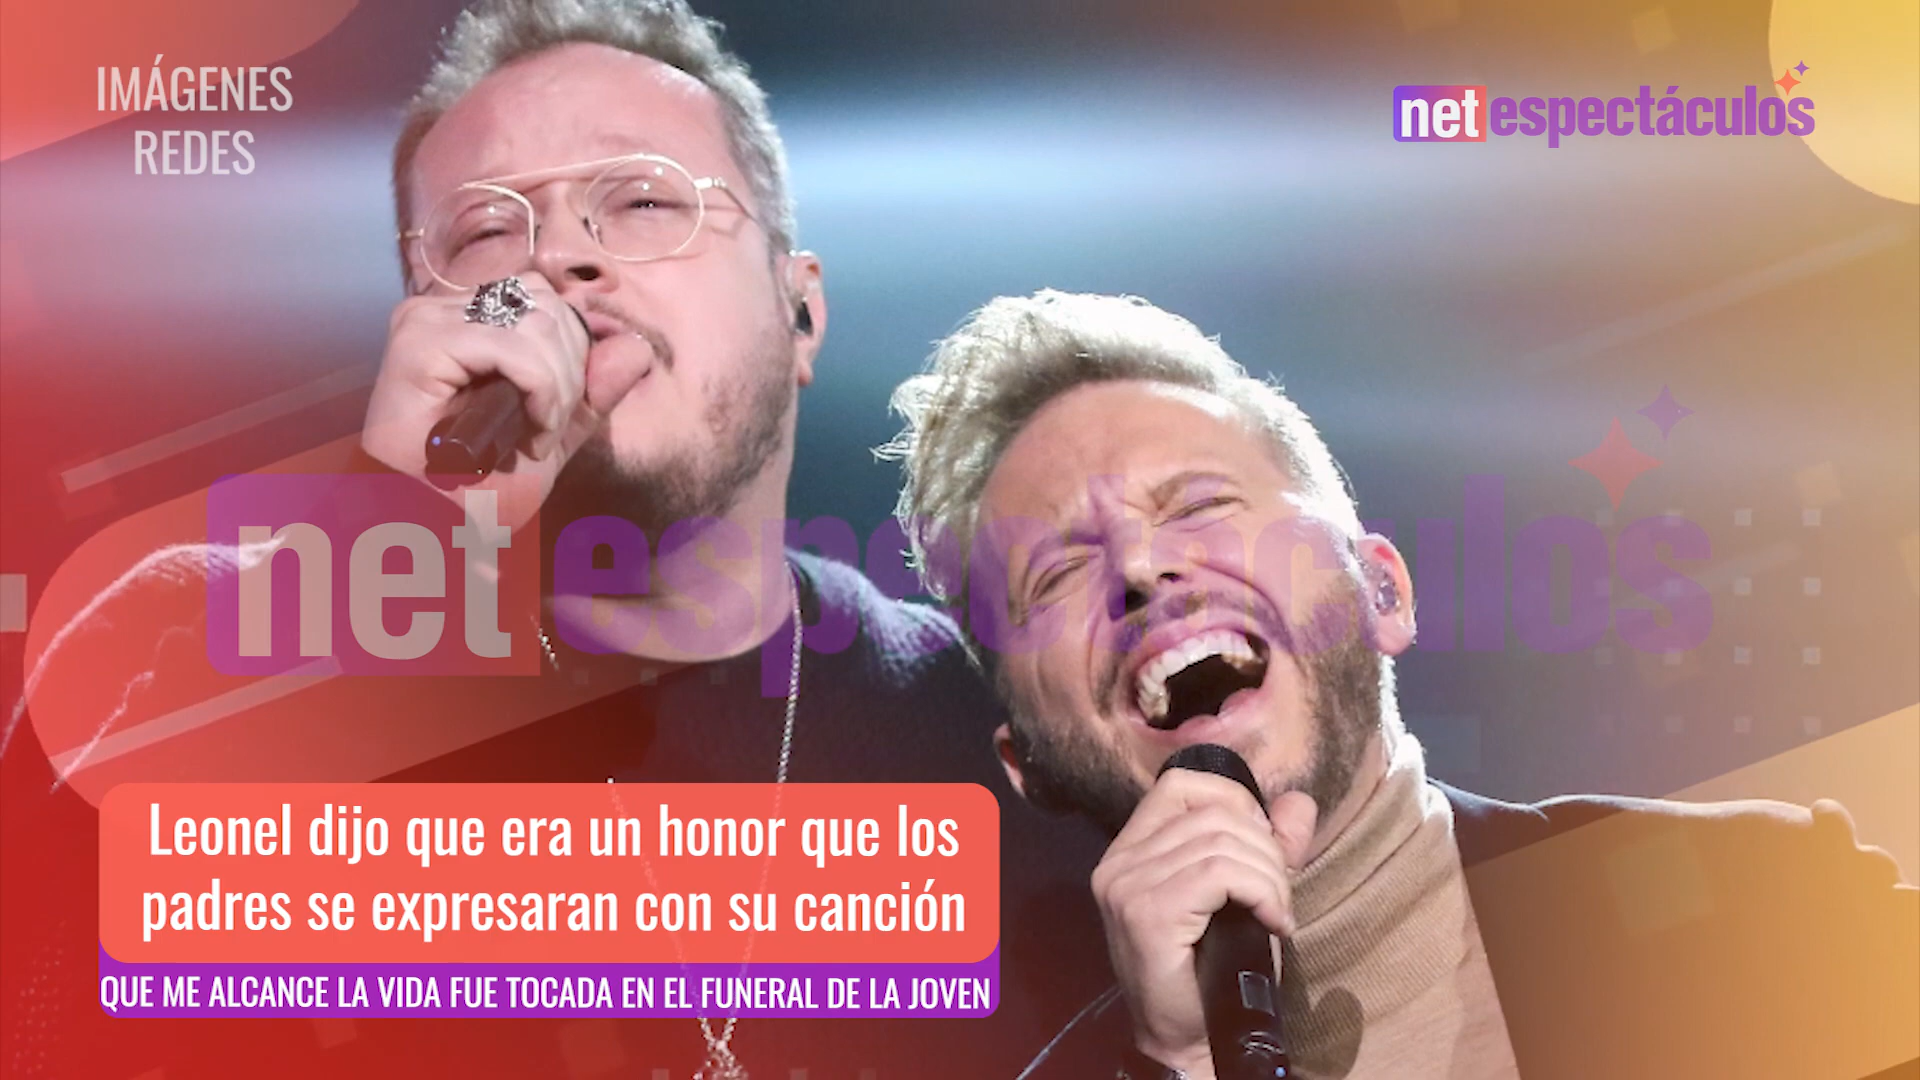 IMÁGENES
REDES
net espectáculos
net espectáculos
Leonel dijo que era un honor que los
padres se expresaran con su canción
QUE ME ALCANCE LA VIDA FUE TOCADA EN EL FUNERAL DE LA JOVEN